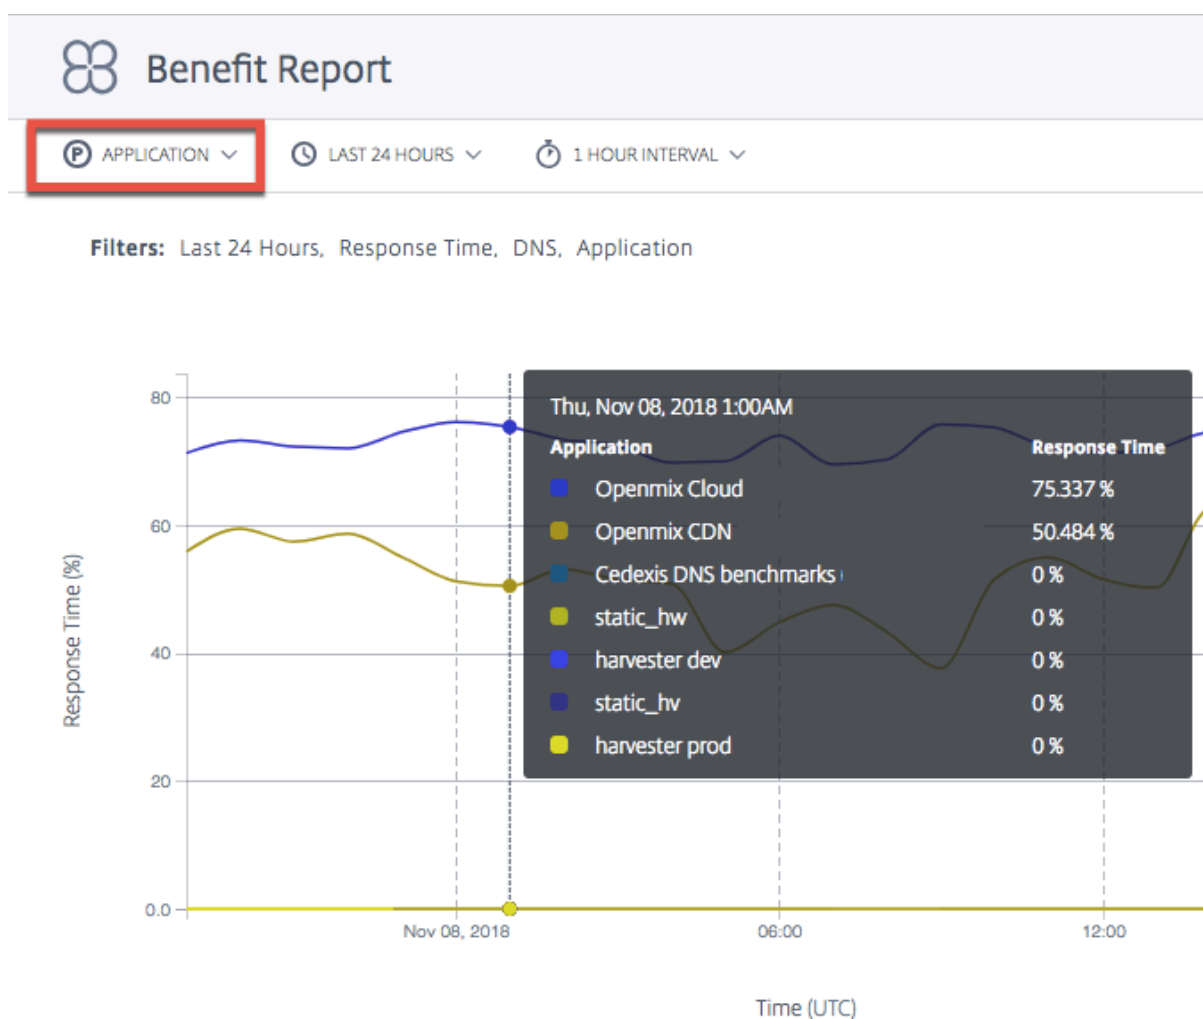 Benefit Report
APPLICATION LAST 24 HOURS 1 HOUR INTERVAL
Filters: Last 24 Hours, Response Time, DNS, Application
Thu, Nov 08, 2018 1:00AM
Application Response Time
Openmix Cloud 75.337 %
Openmix CDN 50.484 %
Cedexis DNS benchmarks 0 %
static_hw 0 %
harvester dev 0 %
static_hv 0 %
harvester prod 0 %
Response Time (%)
80
60
40
20
0.0
Nov 08, 2018 06:00 12:00
Time (UTC)